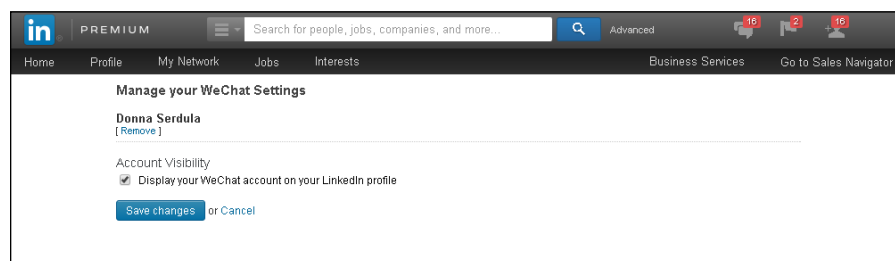 in PREMIUM Search for people, jobs, companies, and more... Advanced 16 2 16
Home Profile My Network Jobs Interests Business Services Go to Sales Navigator
Manage your WeChat Settings
Donna Serdula
[ Remove ]
Account Visibility
Display your WeChat account on your LinkedIn profile
Save changes or Cancel